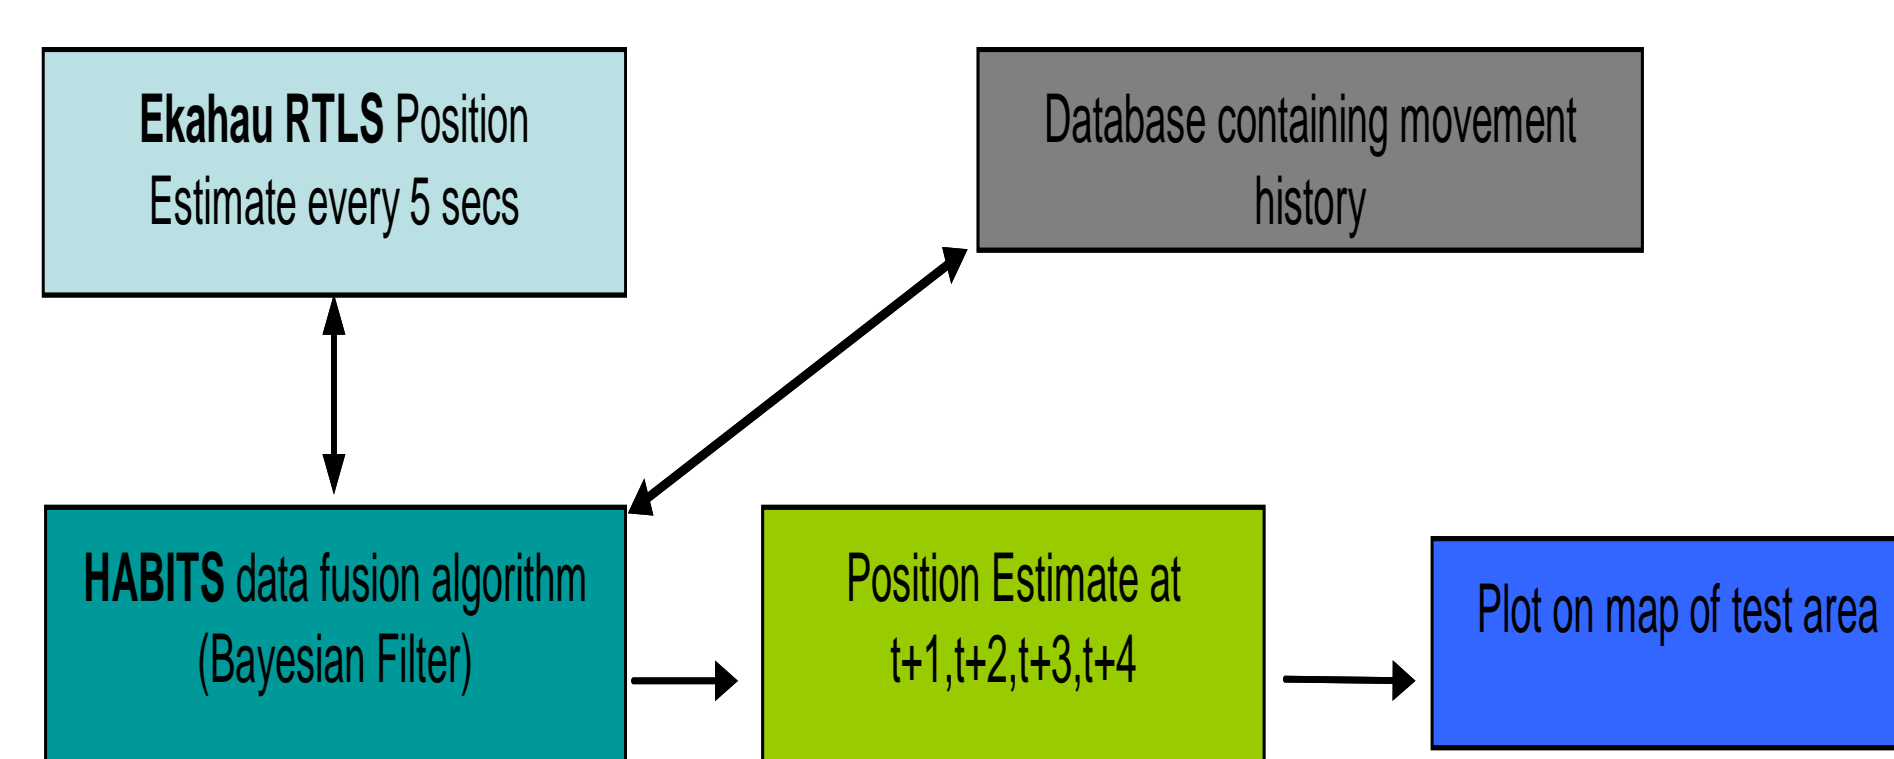 Ekahau RTLS Position
Estimate every 5 secs
Database containing movement
history
HABITS data fusion algorithm
(Bayesian Filter)
Position Estimate at
t+1,t+2,t+3,t+4
Plot on map of test area